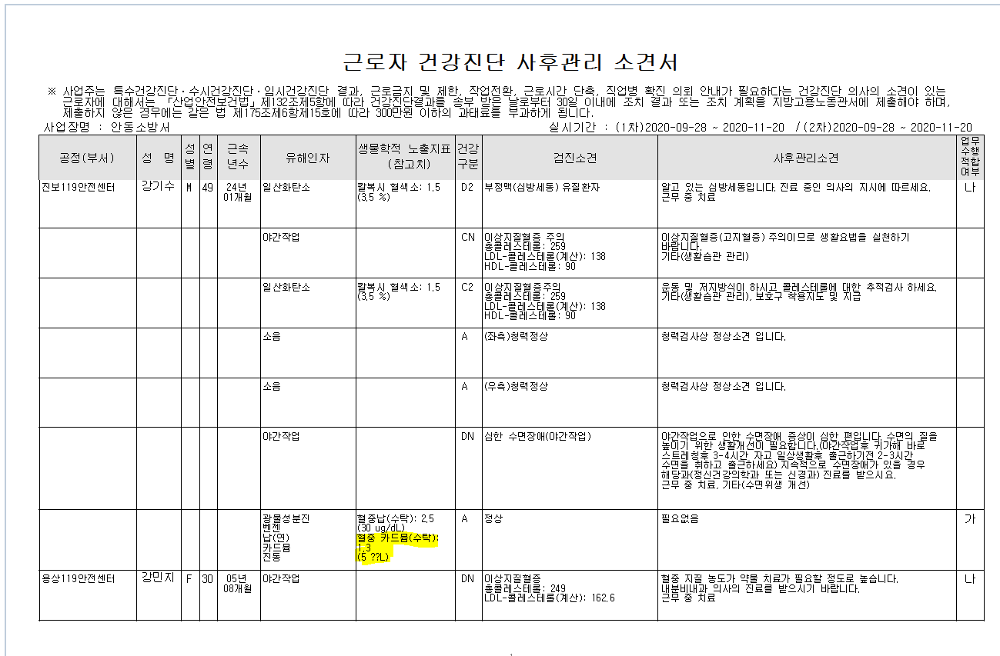 근로자 건강진단 사후관리 소견서
※ 사업주는 특수건강진단·수시건강진단·임시건강진단 결과, 근로금지 및 제한, 작업전환, 근로시간 단축, 직업병 확진 의뢰 안내가 필요하다는 건강진단 의사의 소견이 있는
근로자에 대해서는 「산업안전보건법」 제132조제5항에 따라 건강진단결과를 송부 받은 날로부터 30일 이내에 조치 결과 또는 조치 계획을 지방고용노동관서에 제출해야 하며,
제출하지 않은 경우에는 같은 법 제175조제6항제15호에 따라 300만원 이하의 과태료를 부과하게 됩니다.
사업장명 : 안동소방서 실시기간 : (1차)2020-09-28 ~ 2020-11-20 /(2차)2020-09-28 ~ 2020-11-20
공정(부서) 성 명 성별 연령 근속년수 유해인자 생물학적 노출지표(참고치) 건강구분 검진소견 사후관리소견 업무수행적합여부
진보119안전센터 강기수 M 49 24년 일산화탄소 칼복시 혈색소: 1.5 D2 부정맥(심방세동) 유질환자 알고 있는 심방세동입니다. 진료 중인 의사의 지시에 따르세요. 나
01개월 (3.5 %) 근무 중 치료
야간작업 CN 이상지질혈증 주의 이상지질혈증(고지혈증) 주의이므로 생활요법을 실천하기
총콜레스테롤: 259 바랍니다.
LDL-콜레스테롤(계산): 138 기타(생활습관 관리)
HDL-콜레스테롤: 90
일산화탄소 칼복시 혈색소: 1.5 C2 이상지질혈증주의 운동 및 저지방식이 하시고 콜레스테롤에 대한 추적검사 하세요.
(3.5 %) 총콜레스테롤: 259 기타(생활습관 관리), 보호구 착용지도 및 지급
LDL-콜레스테롤(계산): 138
HDL-콜레스테롤: 90
소음 A (좌측)청력정상 청력검사상 정상소견 입니다.
소음 A (우측)청력정상 청력검사상 정상소견 입니다.
야간작업 DN 심한 수면장애(야간작업) 야간작업으로 인한 수면장애 증상이 심한 편입니다. 수면의 질을
높이기 위한 생활개선이 필요합니다.(야간작업후 귀가해 바로
스트레칭후 3-4시간 자고 일상생활후 출근하기전 2-3시간
수면을 취하고 출근하세요) 지속적으로 수면장애가 있을 경우
해당과(정신건강의학과 또는 신경과) 진료를 받으시요.
근무 중 치료, 기타(수면위생 개선)
광물성분진 혈중납(수탁): 2.5 A 정상 필요없음 가
벤젠 (30 ug/dL)
납(연) 혈중 카드뮴(수탁):
카드뮴 1.3
진동 (5 ??L)
용상119안전센터 강민지 F 30 05년 야간작업 DN 이상지질혈증 혈중 지질 농도가 약물 치료가 필요할 정도로 높습니다. 나
08개월 총콜레스테롤: 249 내분비내과 의사의 진료를 받으시기 바랍니다.
LDL-콜레스테롤(계산): 162.6 근무 중 치료